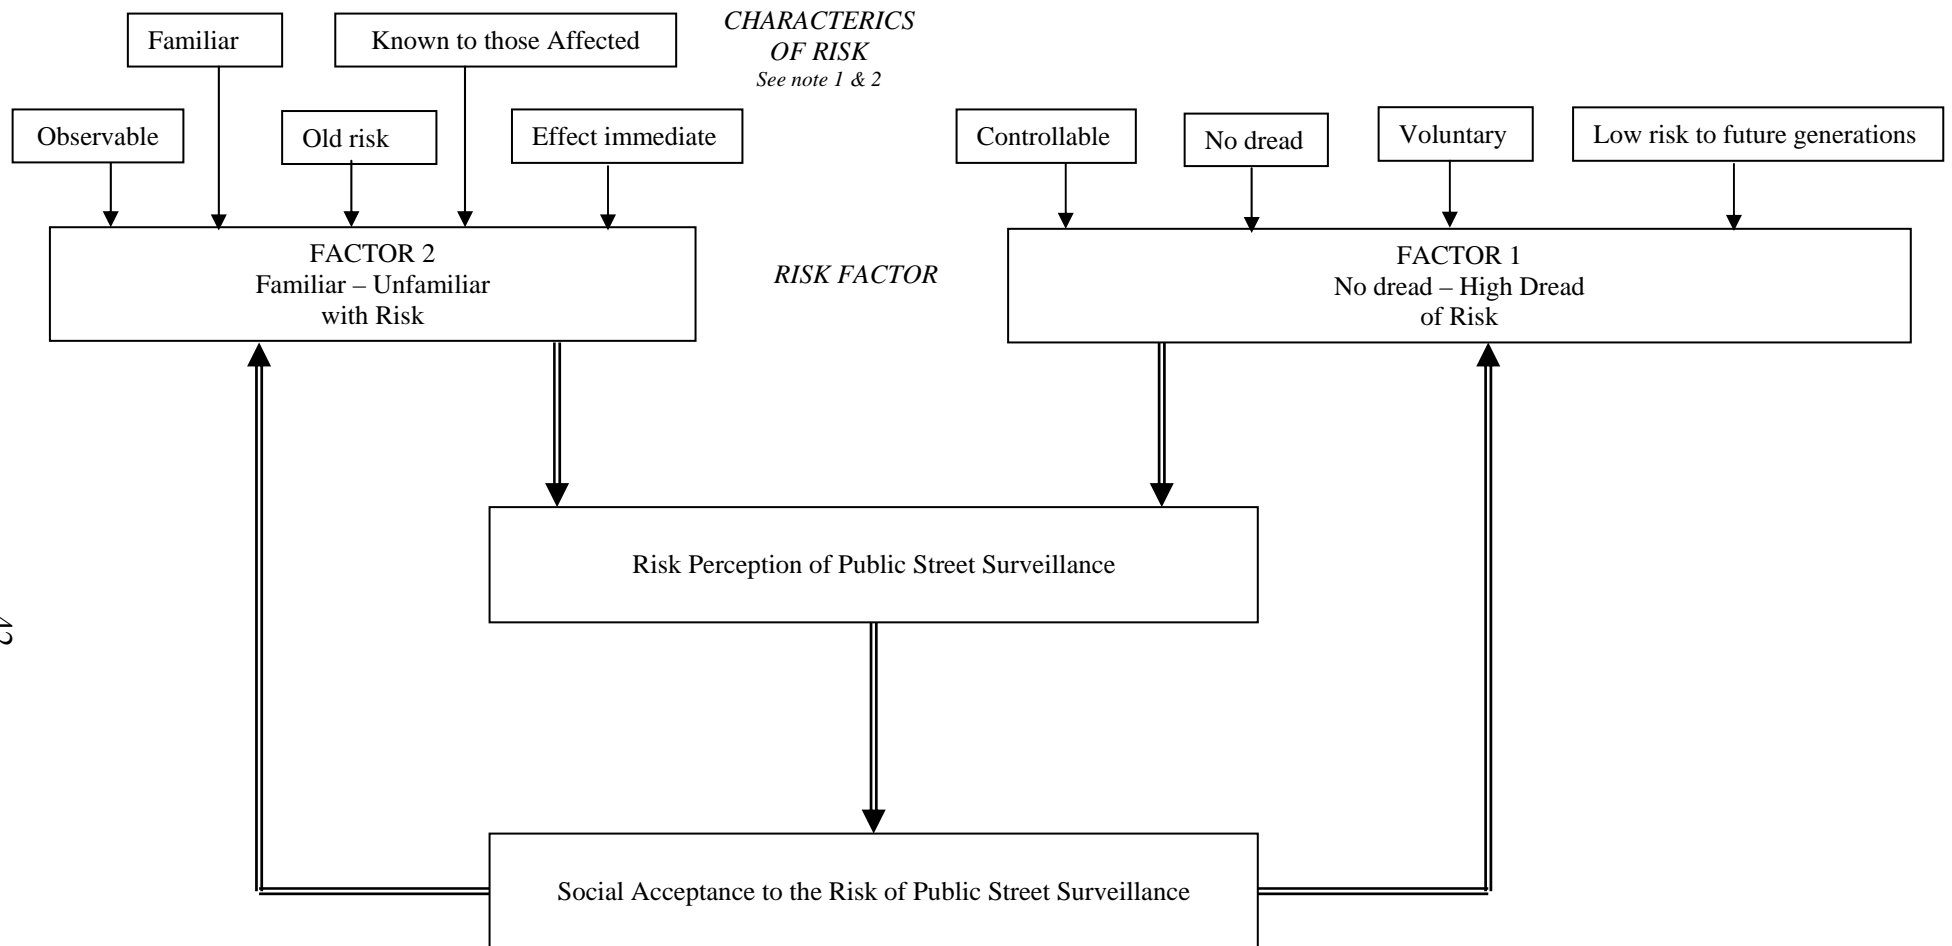 CHARACTERICS
OF RISK
See note 1 & 2
Familiar
Known to those Affected
Observable
Old risk
Effect immediate
Controllable
No dread
Voluntary
Low risk to future generations
FACTOR 2
Familiar – Unfamiliar
with Risk
RISK FACTOR
FACTOR 1
No dread – High Dread
of Risk
Risk Perception of Public Street Surveillance
42
Social Acceptance to the Risk of Public Street Surveillance